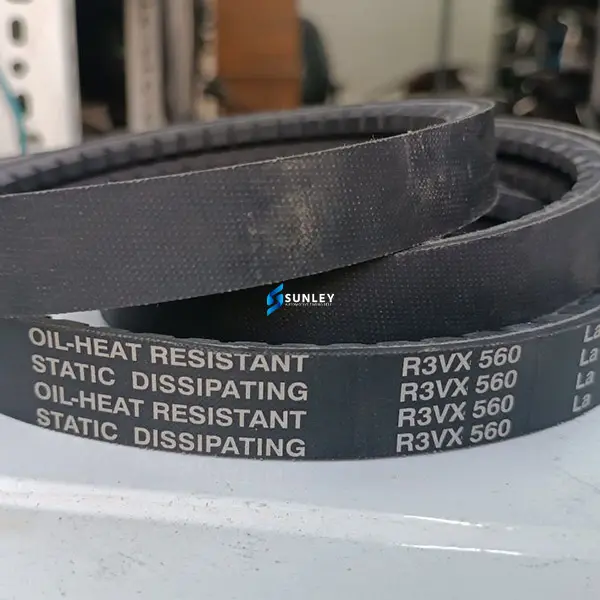 SUNLEY
OIL-HEAT RESISTANT R3VX 560 La
STATIC DISSIPATING R3VX 560 La
OIL-HEAT RESISTANT R3VX 560 La
STATIC DISSIPATING R3VX 560 La